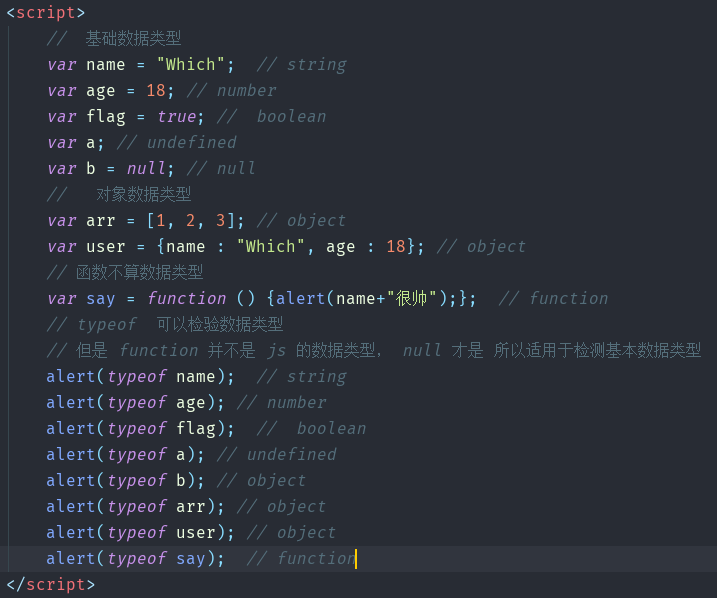 <script>
//  基础数据类型
var name = "Which";  // string
var age = 18; // number
var flag = true; //  boolean
var a; // undefined
var b = null; // null
//   对象数据类型
var arr = [1, 2, 3]; // object
var user = {name : "Which", age : 18}; // object
// 函数不算数据类型
var say = function () {alert(name+"很帅");};  // function
// typeof  可以检验数据类型
// 但是 function 并不是 js 的数据类型， null 才是 所以适用于检测基本数据类型
alert(typeof name);  // string
alert(typeof age); // number
alert(typeof flag);  //  boolean
alert(typeof a); // undefined
alert(typeof b); // object
alert(typeof arr); // object
alert(typeof user); // object
alert(typeof say);  // function
</script>